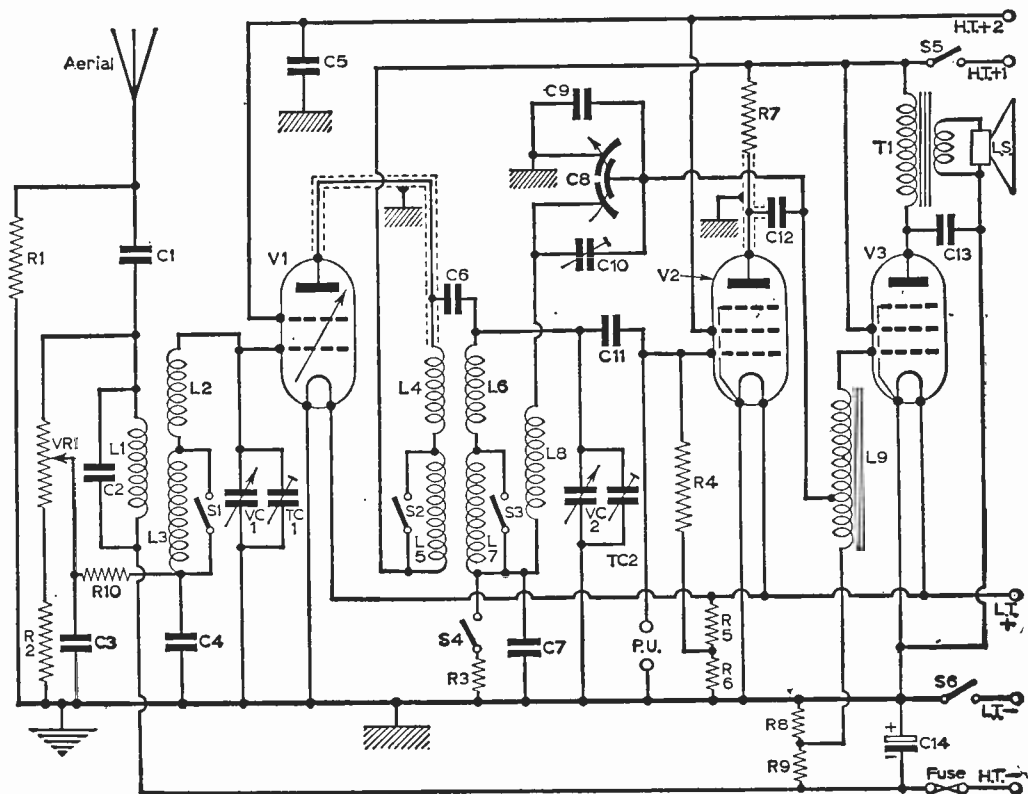 H.T.+2
S5
H.T.+1
Aerial
C5
C9
R7
T1
LS
C8
R1
C1
V1
C12
C13
C6
C10
V2
V3
C11
L2
L4
L6
VR1
L1
C2
L8
R4
L9
S1
VC
1
TC
1
S2
S3
VC
2
L3
L
5
L
7
TC2
R10
L.T.
+
R
2
C3
C4
S4
C7
P.U.
R
5
R3
R
6
S6
L.T.-
R8
+
C14
-
R9
Fuse
H.T.-